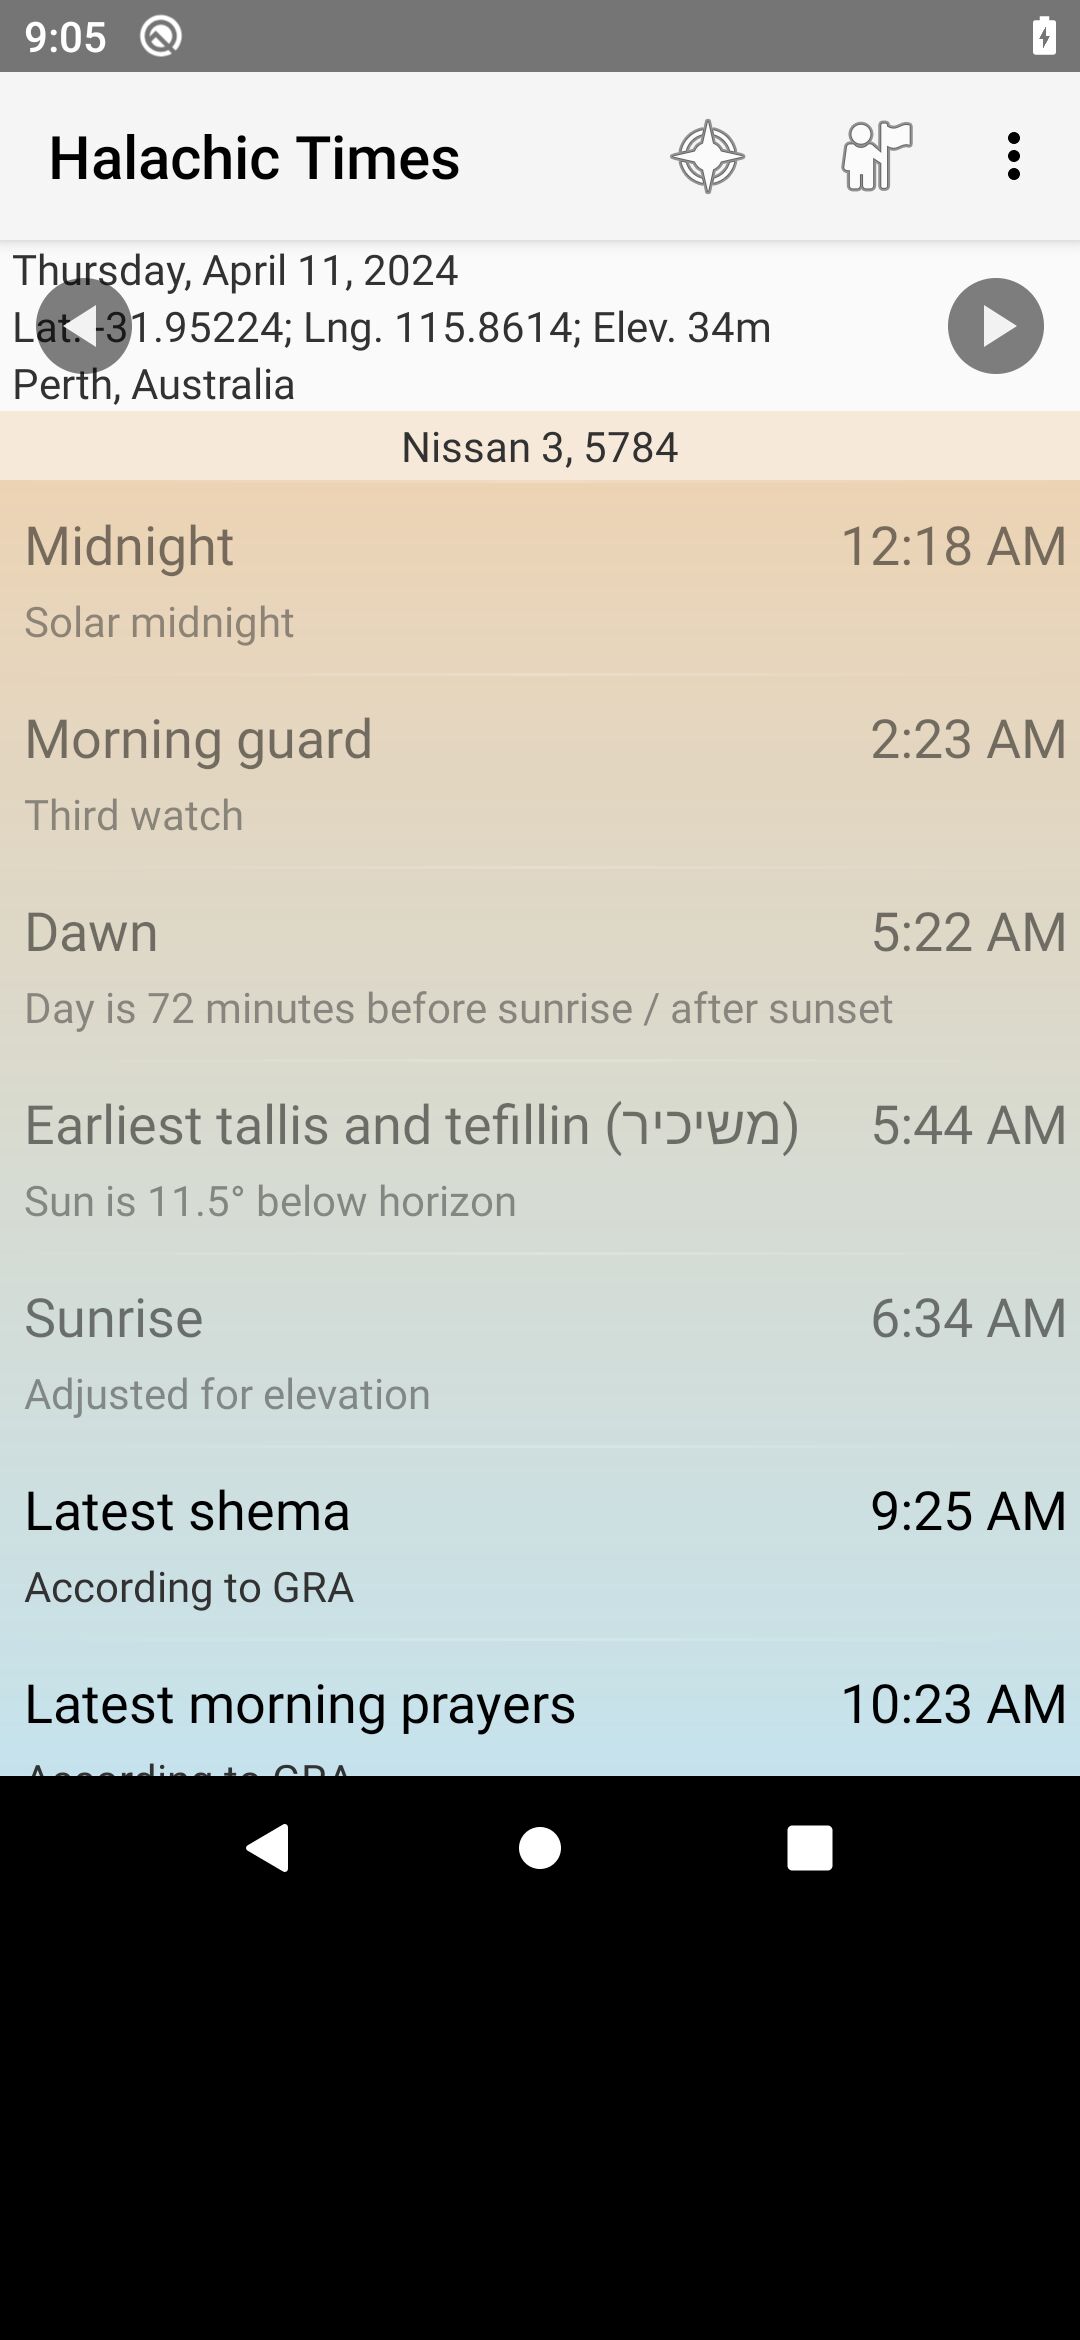 9:05
Halachic Times
Thursday, April 11, 2024
Lat. -31.95224; Lng. 115.8614; Elev. 34m
Perth, Australia
Nissan 3, 5784
Midnight 12:18 AM
Solar midnight
Morning guard 2:23 AM
Third watch
Dawn 5:22 AM
Day is 72 minutes before sunrise / after sunset
Earliest tallis and tefillin (משיכיר) 5:44 AM
Sun is 11.5° below horizon
Sunrise 6:34 AM
Adjusted for elevation
Latest shema 9:25 AM
According to GRA
Latest morning prayers 10:23 AM
According to GRA